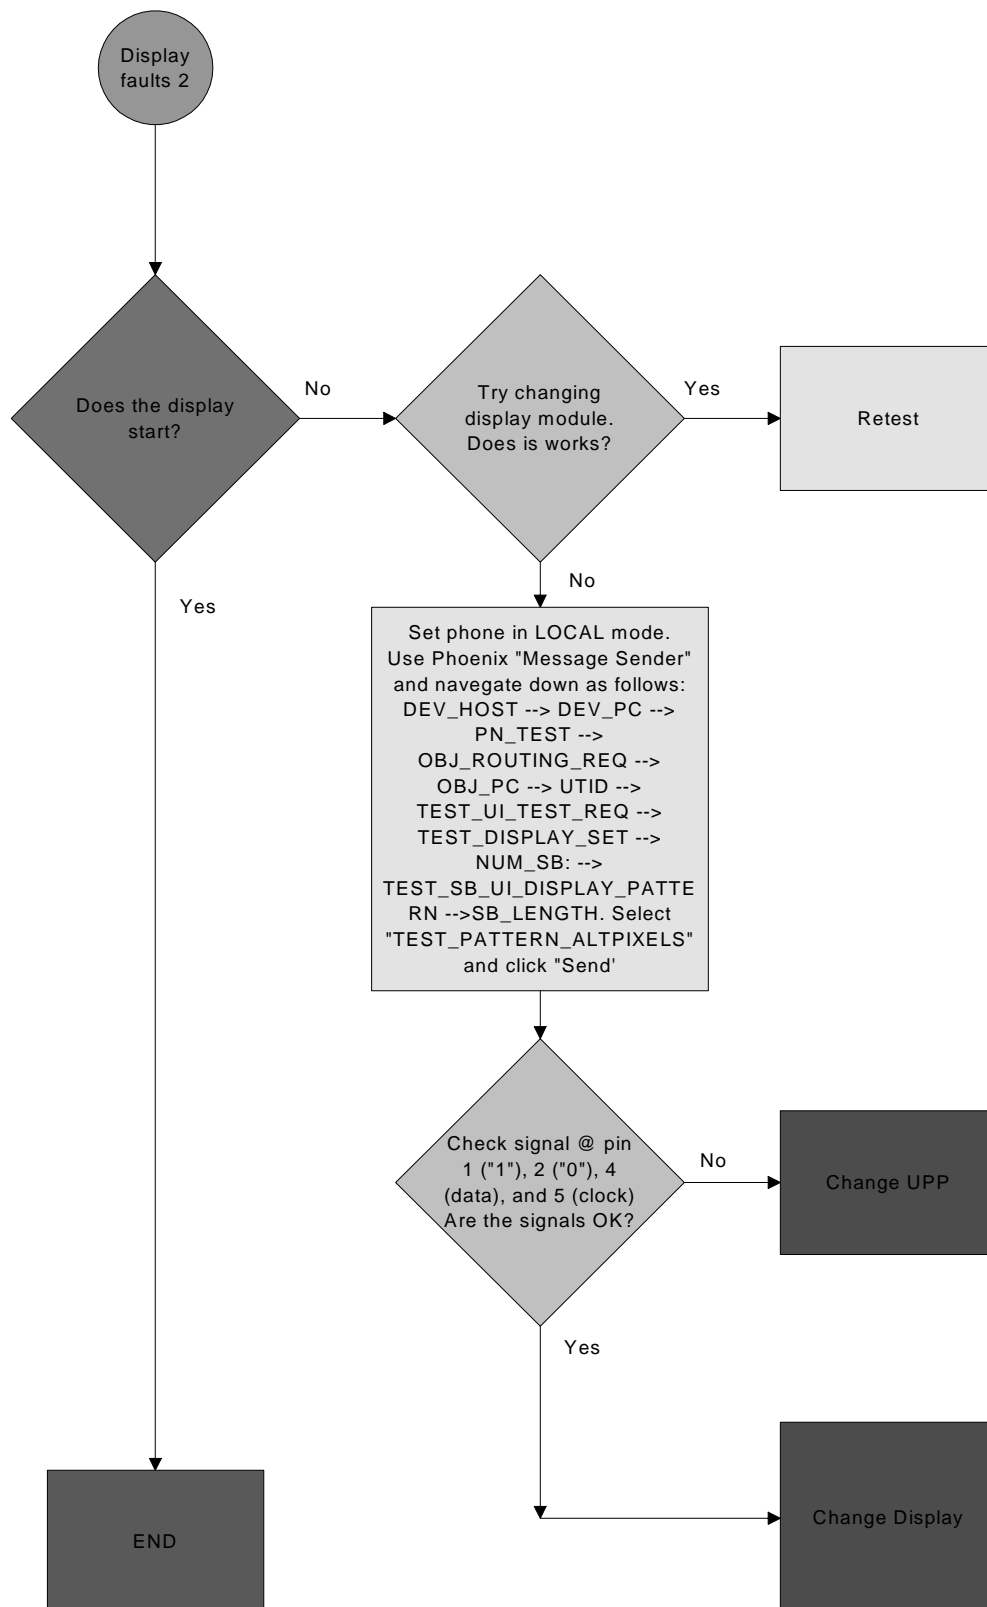 Display
faults 2
Does the display
start?
No
Try changing
display module.
Does is works?
Yes
Retest
No
Yes
Set phone in LOCAL mode.
Use Phoenix "Message Sender"
and navegate down as follows:
DEV_HOST --> DEV_PC -->
PN_TEST -->
OBJ_ROUTING_REQ -->
OBJ_PC --> UTID -->
TEST_UI_TEST_REQ -->
TEST_DISPLAY_SET -->
NUM_SB: -->
TEST_SB_UI_DISPLAY_PATTE
RN -->SB_LENGTH. Select
"TEST_PATTERN_ALTPIXELS"
and click "Send'
Check signal @ pin
1 ("1"), 2 ("0"), 4
(data), and 5 (clock)
Are the signals OK?
No
Change UPP
Yes
Change Display
END